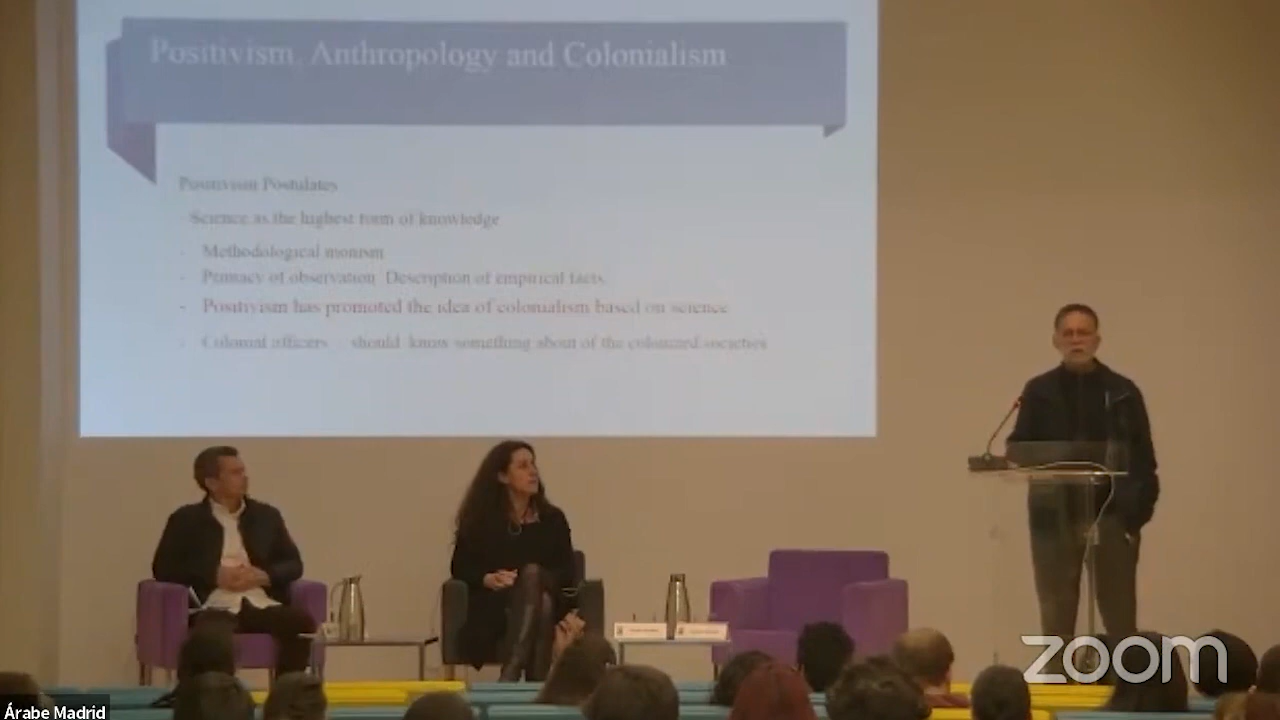 Positivism, Anthropology and Colonialism
Positivism Postulates
-Science as the highest form of knowledge
- Methodological monism
- Primacy of observation Description of empirical facts
- Positivism has promoted the idea of colonialism based on science
- Colonial officers should know something about of the colonized societies
zoom
Árabe Madrid